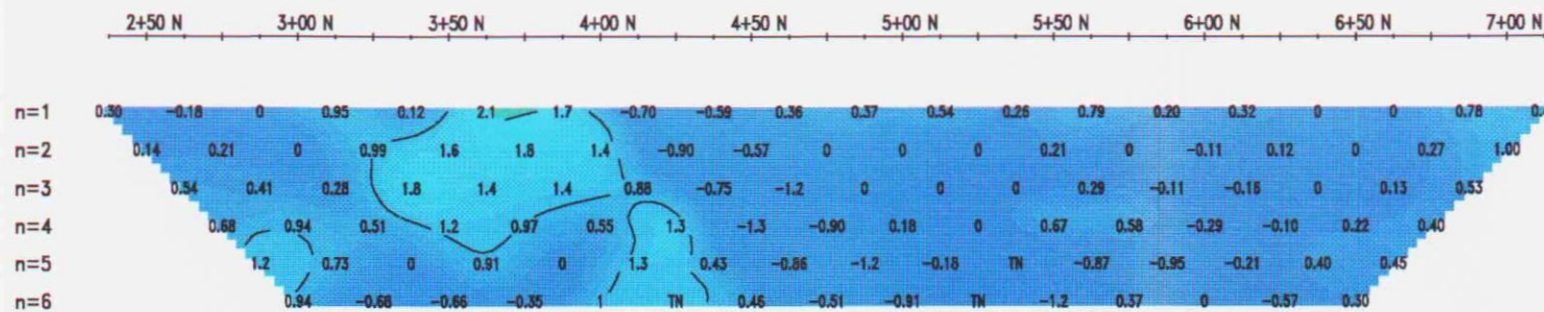 2+50 N 3+00 N 3+50 N 4+00 N 4+50 N 5+00 N 5+50 N 6+00 N 6+50 N 7+00 N
n=1 0.30 -0.18 0 0.95 0.12 2.1 1.7 -0.70 -0.59 0.36 0.37 0.54 0.26 0.79 0.20 0.32 0 0 0.78
n=2 0.14 0.21 0 0.99 1.6 1.8 1.4 -0.90 -0.57 0 0 0 0.21 0 -0.11 0.12 0 0.27 1.00
n=3 0.54 0.41 0.28 1.8 1.4 1.4 0.88 -0.75 -1.2 0 0 0 0.29 -0.11 -0.16 0 0.13 0.53
n=4 0.68 0.94 0.51 1.2 0.97 0.55 1.3 -1.3 -0.90 0.18 0 0.67 0.58 -0.29 -0.10 0.22 0.40
n=5 1.2 0.73 0 0.91 0 1.3 0.43 -0.86 -1.2 -0.18 TN -0.87 -0.95 -0.21 0.40 0.45
n=6 0.94 -0.68 -0.66 -0.35 1 TN 0.46 -0.51 -0.91 TN -1.2 0.37 0 -0.57 0.30